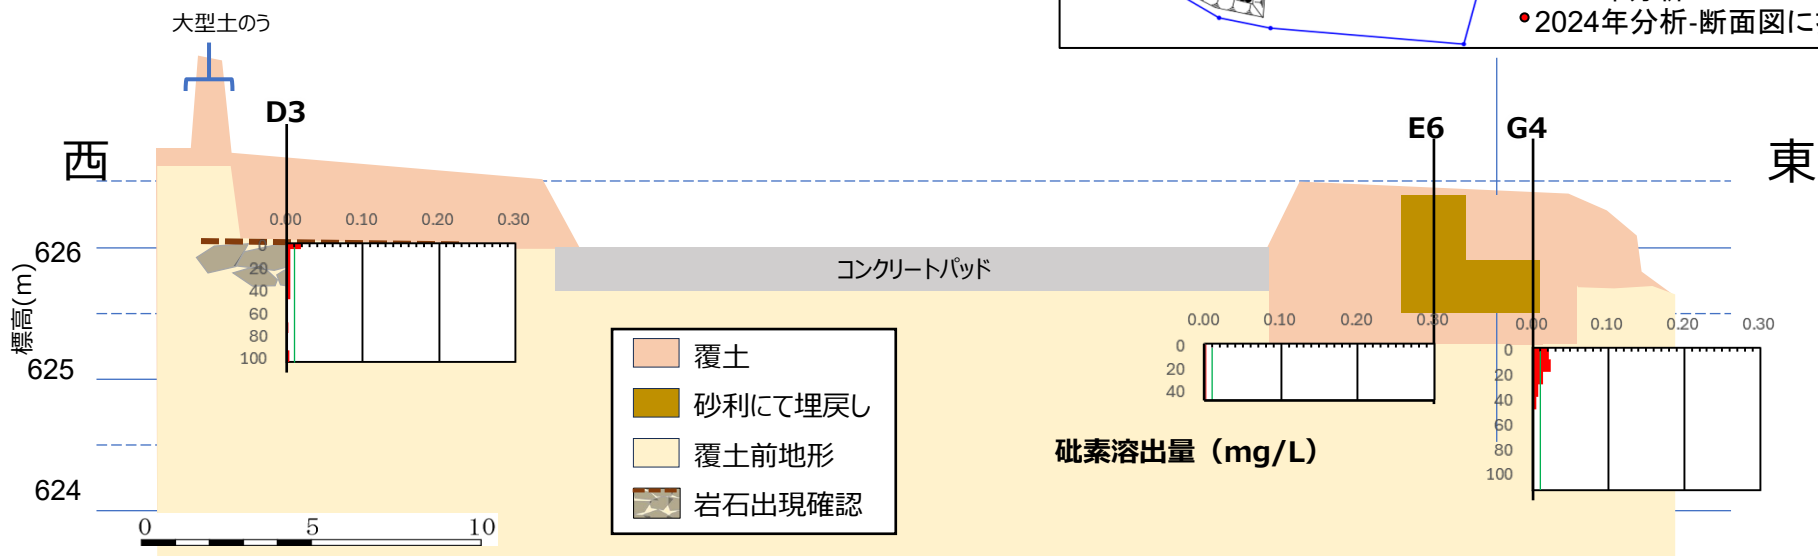 大型土のう
●2024年分析-断面図に
D3
E6
G4
西
東
0.00 0.10 0.20 0.30
626
0
20
40
60
80
100
標高(m)
コンクリートパッド
0.00 0.10 0.20 0.30
0
20
40
0.00 0.10 0.20 0.30
0
20
40
60
80
100
625
覆土
砂利にて埋戻し
覆土前地形
岩石出現確認
砒素溶出量（mg/L）
624
0 5 10